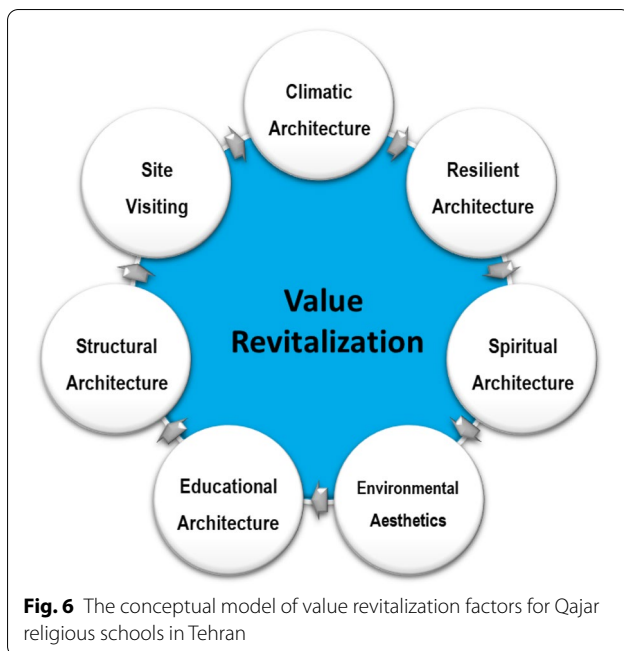 Climatic
Architecture
Resilient
Architecture
Spiritual
Architecture
Environmental
Aesthetics
Educational
Architecture
Structural
Architecture
Site
Visiting
Value
Revitalization
Fig. 6 The conceptual model of value revitalization factors for Qajar
religious schools in Tehran